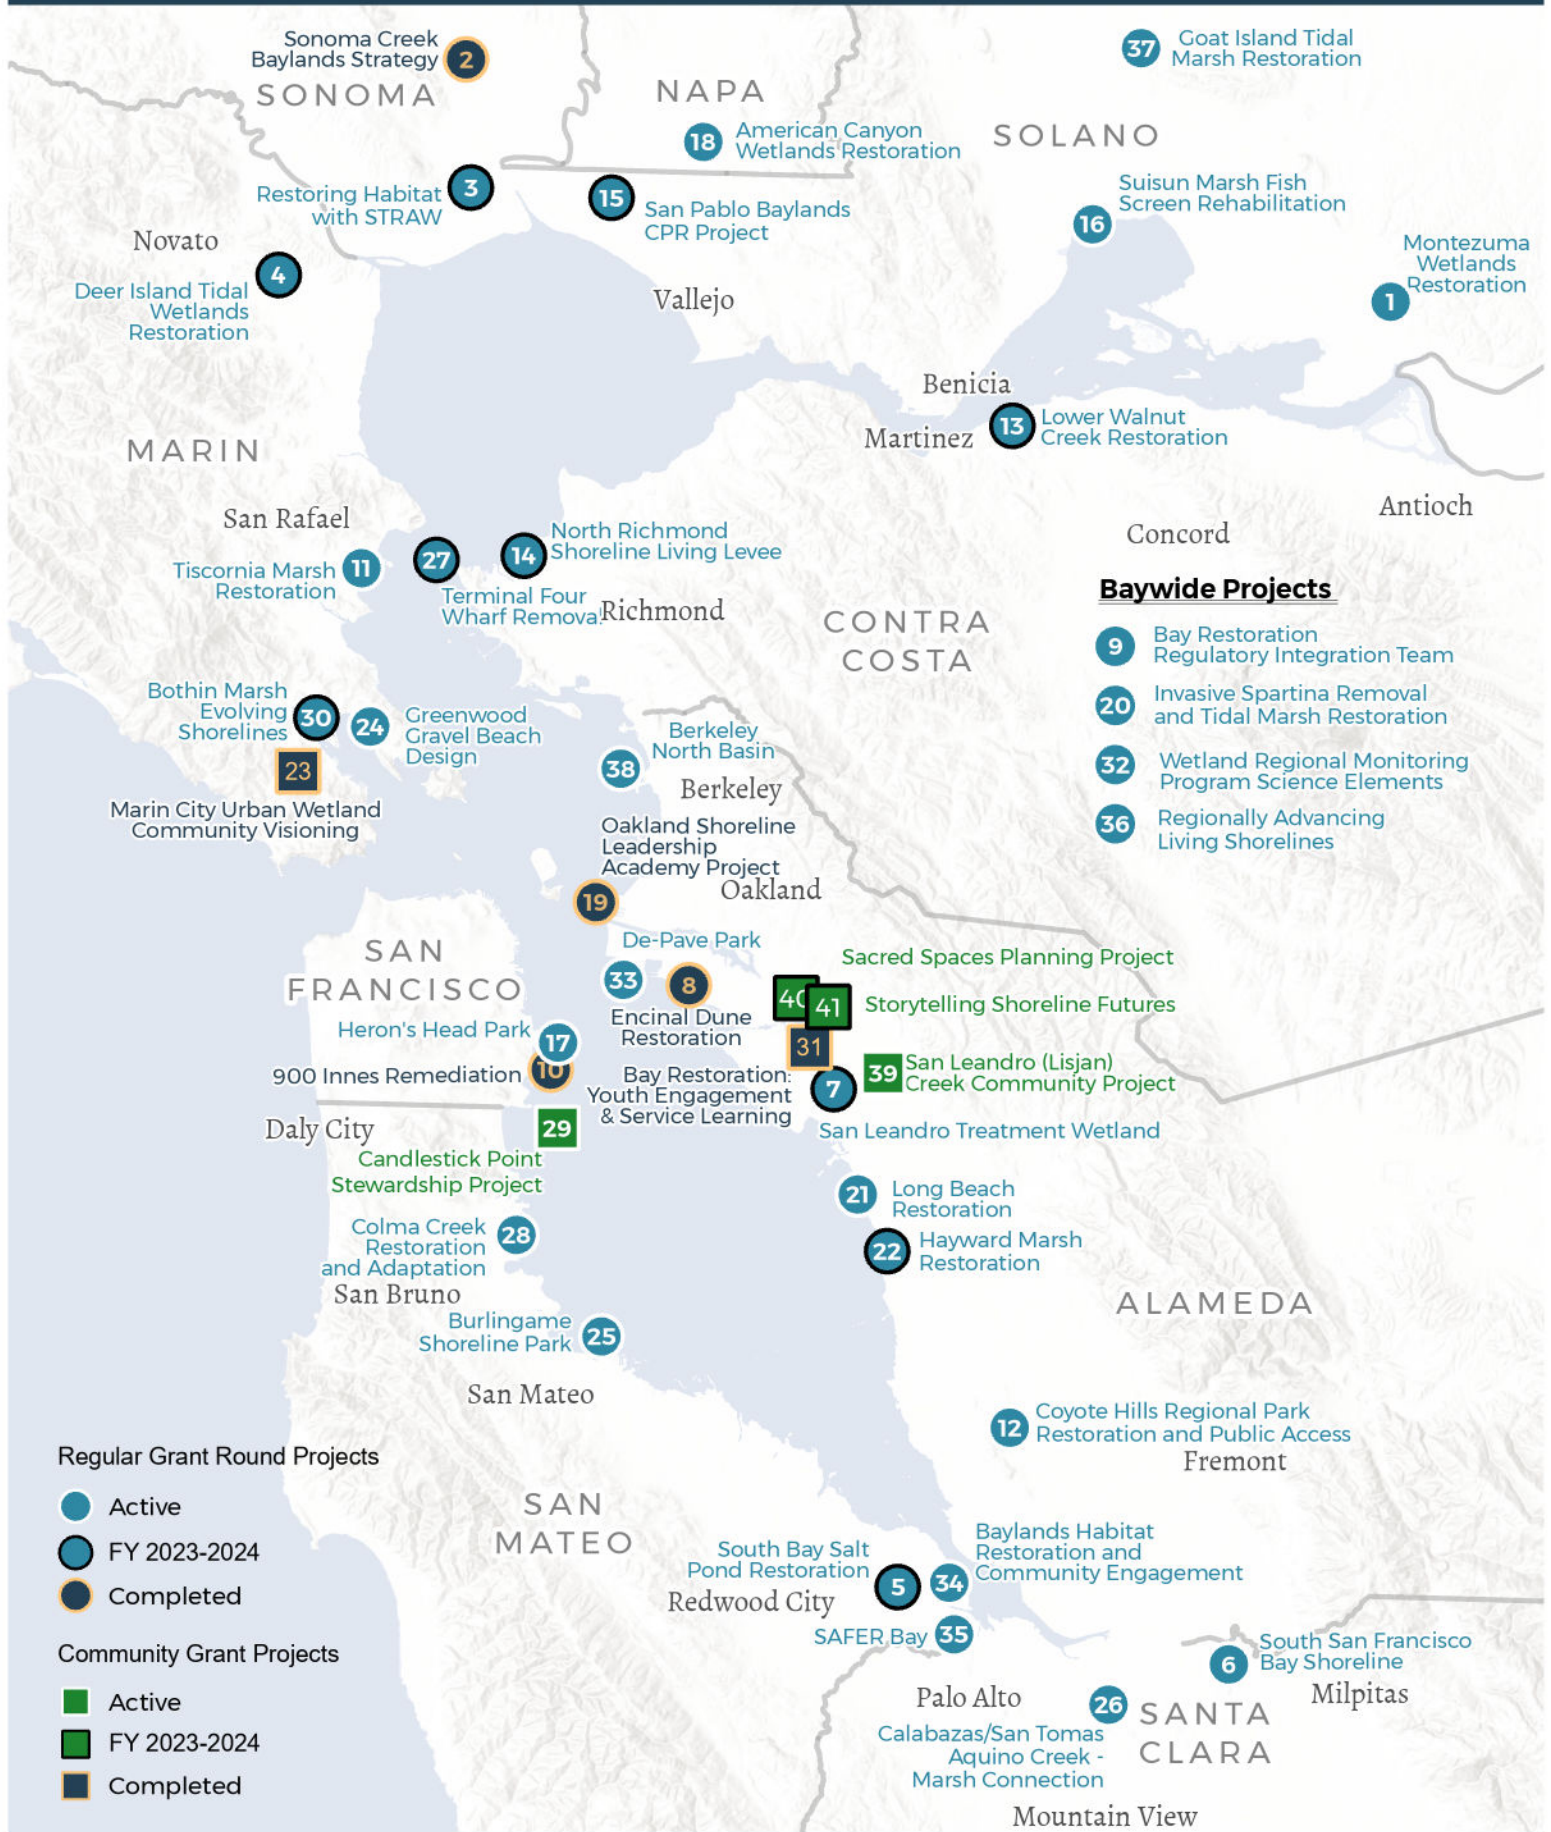 Sonoma Creek
Baylands Strategy
2
SONOMA
NAPA
37
Goat Island Tidal
Marsh Restoration
18
American Canyon
Wetlands Restoration
SOLANO
Restoring Habitat
with STRAW
3
15
San Pablo Baylands
CPR Project
Suisun Marsh Fish
Screen Rehabilitation
16
Novato
4
Deer Island Tidal
Wetlands
Restoration
Vallejo
Montezuma
Wetlands
Restoration
1
Benicia
Martinez
13
Lower Walnut
Creek Restoration
MARIN
San Rafael
Antioch
Concord
Tiscornia Marsh
Restoration
11
27
14
North Richmond
Shoreline Living Levee
Terminal Four
Wharf Removal
Richmond
CONTRA
COSTA
Baywide Projects
9
Bay Restoration
Regulatory Integration Team
20
Invasive Spartina Removal
and Tidal Marsh Restoration
32
Wetland Regional Monitoring
Program Science Elements
36
Regionally Advancing
Living Shorelines
Bothin Marsh
Evolving
Shorelines
30
24
Greenwood
Gravel Beach
Design
23
Marin City Urban Wetland
Community Visioning
Berkeley
North Basin
38
Berkeley
Oakland Shoreline
Leadership
Academy Project
19
Oakland
SAN
FRANCISCO
De-Pave Park
33
8
Encinal Dune
Restoration
Sacred Spaces Planning Project
40
41
Storytelling Shoreline Futures
31
Heron's Head Park
17
900 Innes Remediation
10
Bay Restoration:
Youth Engagement
& Service Learning
7
39
San Leandro (Lisjan)
Creek Community Project
San Leandro Treatment Wetland
Daly City
29
Candlestick Point
Stewardship Project
21
Long Beach
Restoration
Colma Creek
Restoration
and Adaptation
28
22
Hayward Marsh
Restoration
San Bruno
ALAMEDA
Burlingame
Shoreline Park
25
San Mateo
12
Coyote Hills Regional Park
Restoration and Public Access
Fremont
Regular Grant Round Projects
Active
FY 2023-2024
Completed
Community Grant Projects
Active
FY 2023-2024
Completed
SAN
MATEO
South Bay Salt
Pond Restoration
5
34
Baylands Habitat
Restoration and
Community Engagement
Redwood City
SAFER Bay
35
6
South San Francisco
Bay Shoreline
Milpitas
Palo Alto
26
SANTA
CLARA
Calabazas/San Tomas
Aquino Creek -
Marsh Connection
Mountain View